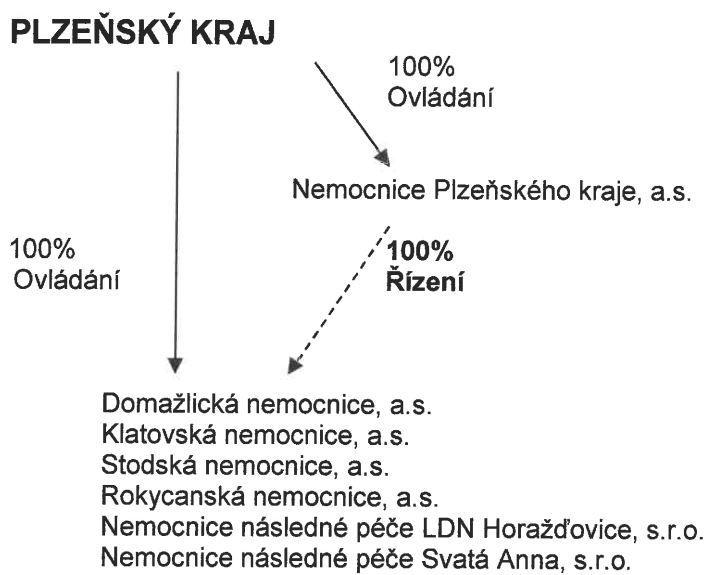 PLZEŇSKÝ KRAJ
100%
Ovládání
Nemocnice Plzeňského kraje, a.s.
100%
Ovládání
100%
Řízení
Domažlická nemocnice, a.s.
Klatovská nemocnice, a.s.
Stodská nemocnice, a.s.
Rokycanská nemocnice, a.s.
Nemocnice následné péče LDN Horažďovice, s.r.o.
Nemocnice následné péče Svatá Anna, s.r.o.